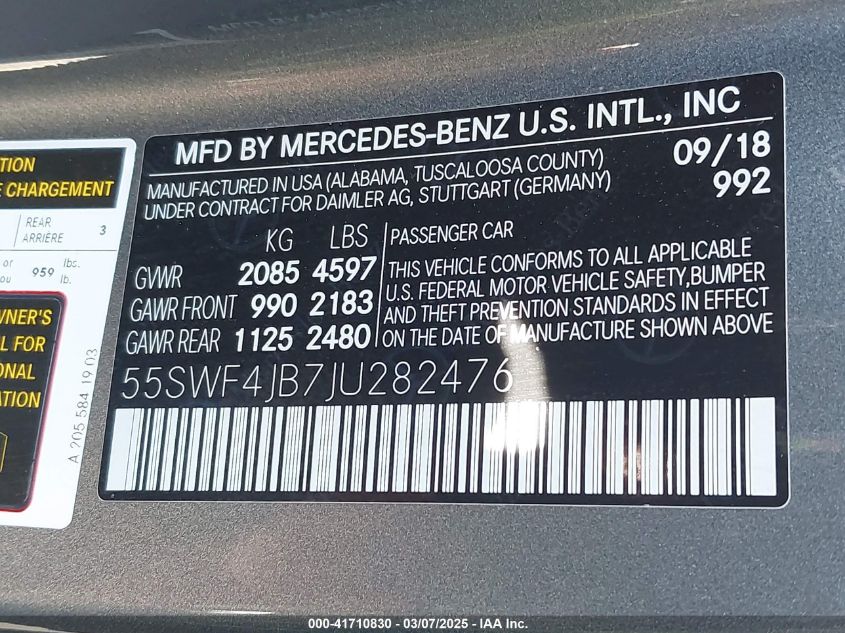 TION
E CHARGEMENT
REAR
ARRIÈRE 3
or
ou 959 lbs.
lb.
WNER'S
L FOR
ONAL
ATION
A 205 584 19 03
MFD BY MERCEDES-BENZ U.S. INTL., INC
MANUFACTURED IN USA (ALABAMA, TUSCALOOSA COUNTY) 09/18
UNDER CONTRACT FOR DAIMLER AG, STUTTGART (GERMANY) 992
KG LBS PASSENGER CAR
GVWR 2085 4597
GAWR FRONT 990 2183
GAWR REAR 1125 2480
THIS VEHICLE CONFORMS TO ALL APPLICABLE
U.S. FEDERAL MOTOR VEHICLE SAFETY,BUMPER
AND THEFT PREVENTION STANDARDS IN EFFECT
ON THE DATE OF MANUFACTURE SHOWN ABOVE
55SWF4JB7JU282476
000-41710830 - 03/07/2025 - IAA Inc.